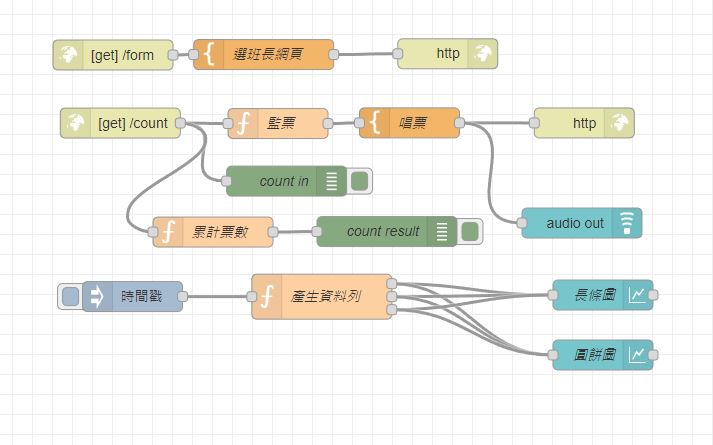 [get] /form
選班長網頁
http
[get] /count
監票
唱票
http
count in
累計票數
count result
audio out
時間戳
產生資料列
長條圖
圓餅圖